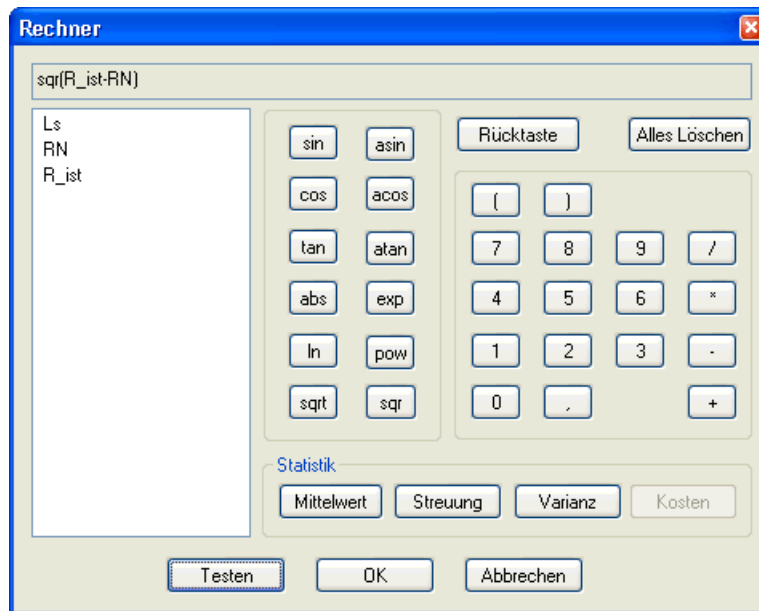 Rechner
sqr(R_ist-RN)
Ls
RN
R_ist
sin asin
cos acos
tan atan
abs exp
ln pow
sqrt sqr
Rücktaste Alles Löschen
( )
7 8 9 /
4 5 6 *
1 2 3 -
0 , +
Statistik
Mittelwert Streuung Varianz Kosten
Testen OK Abbrechen